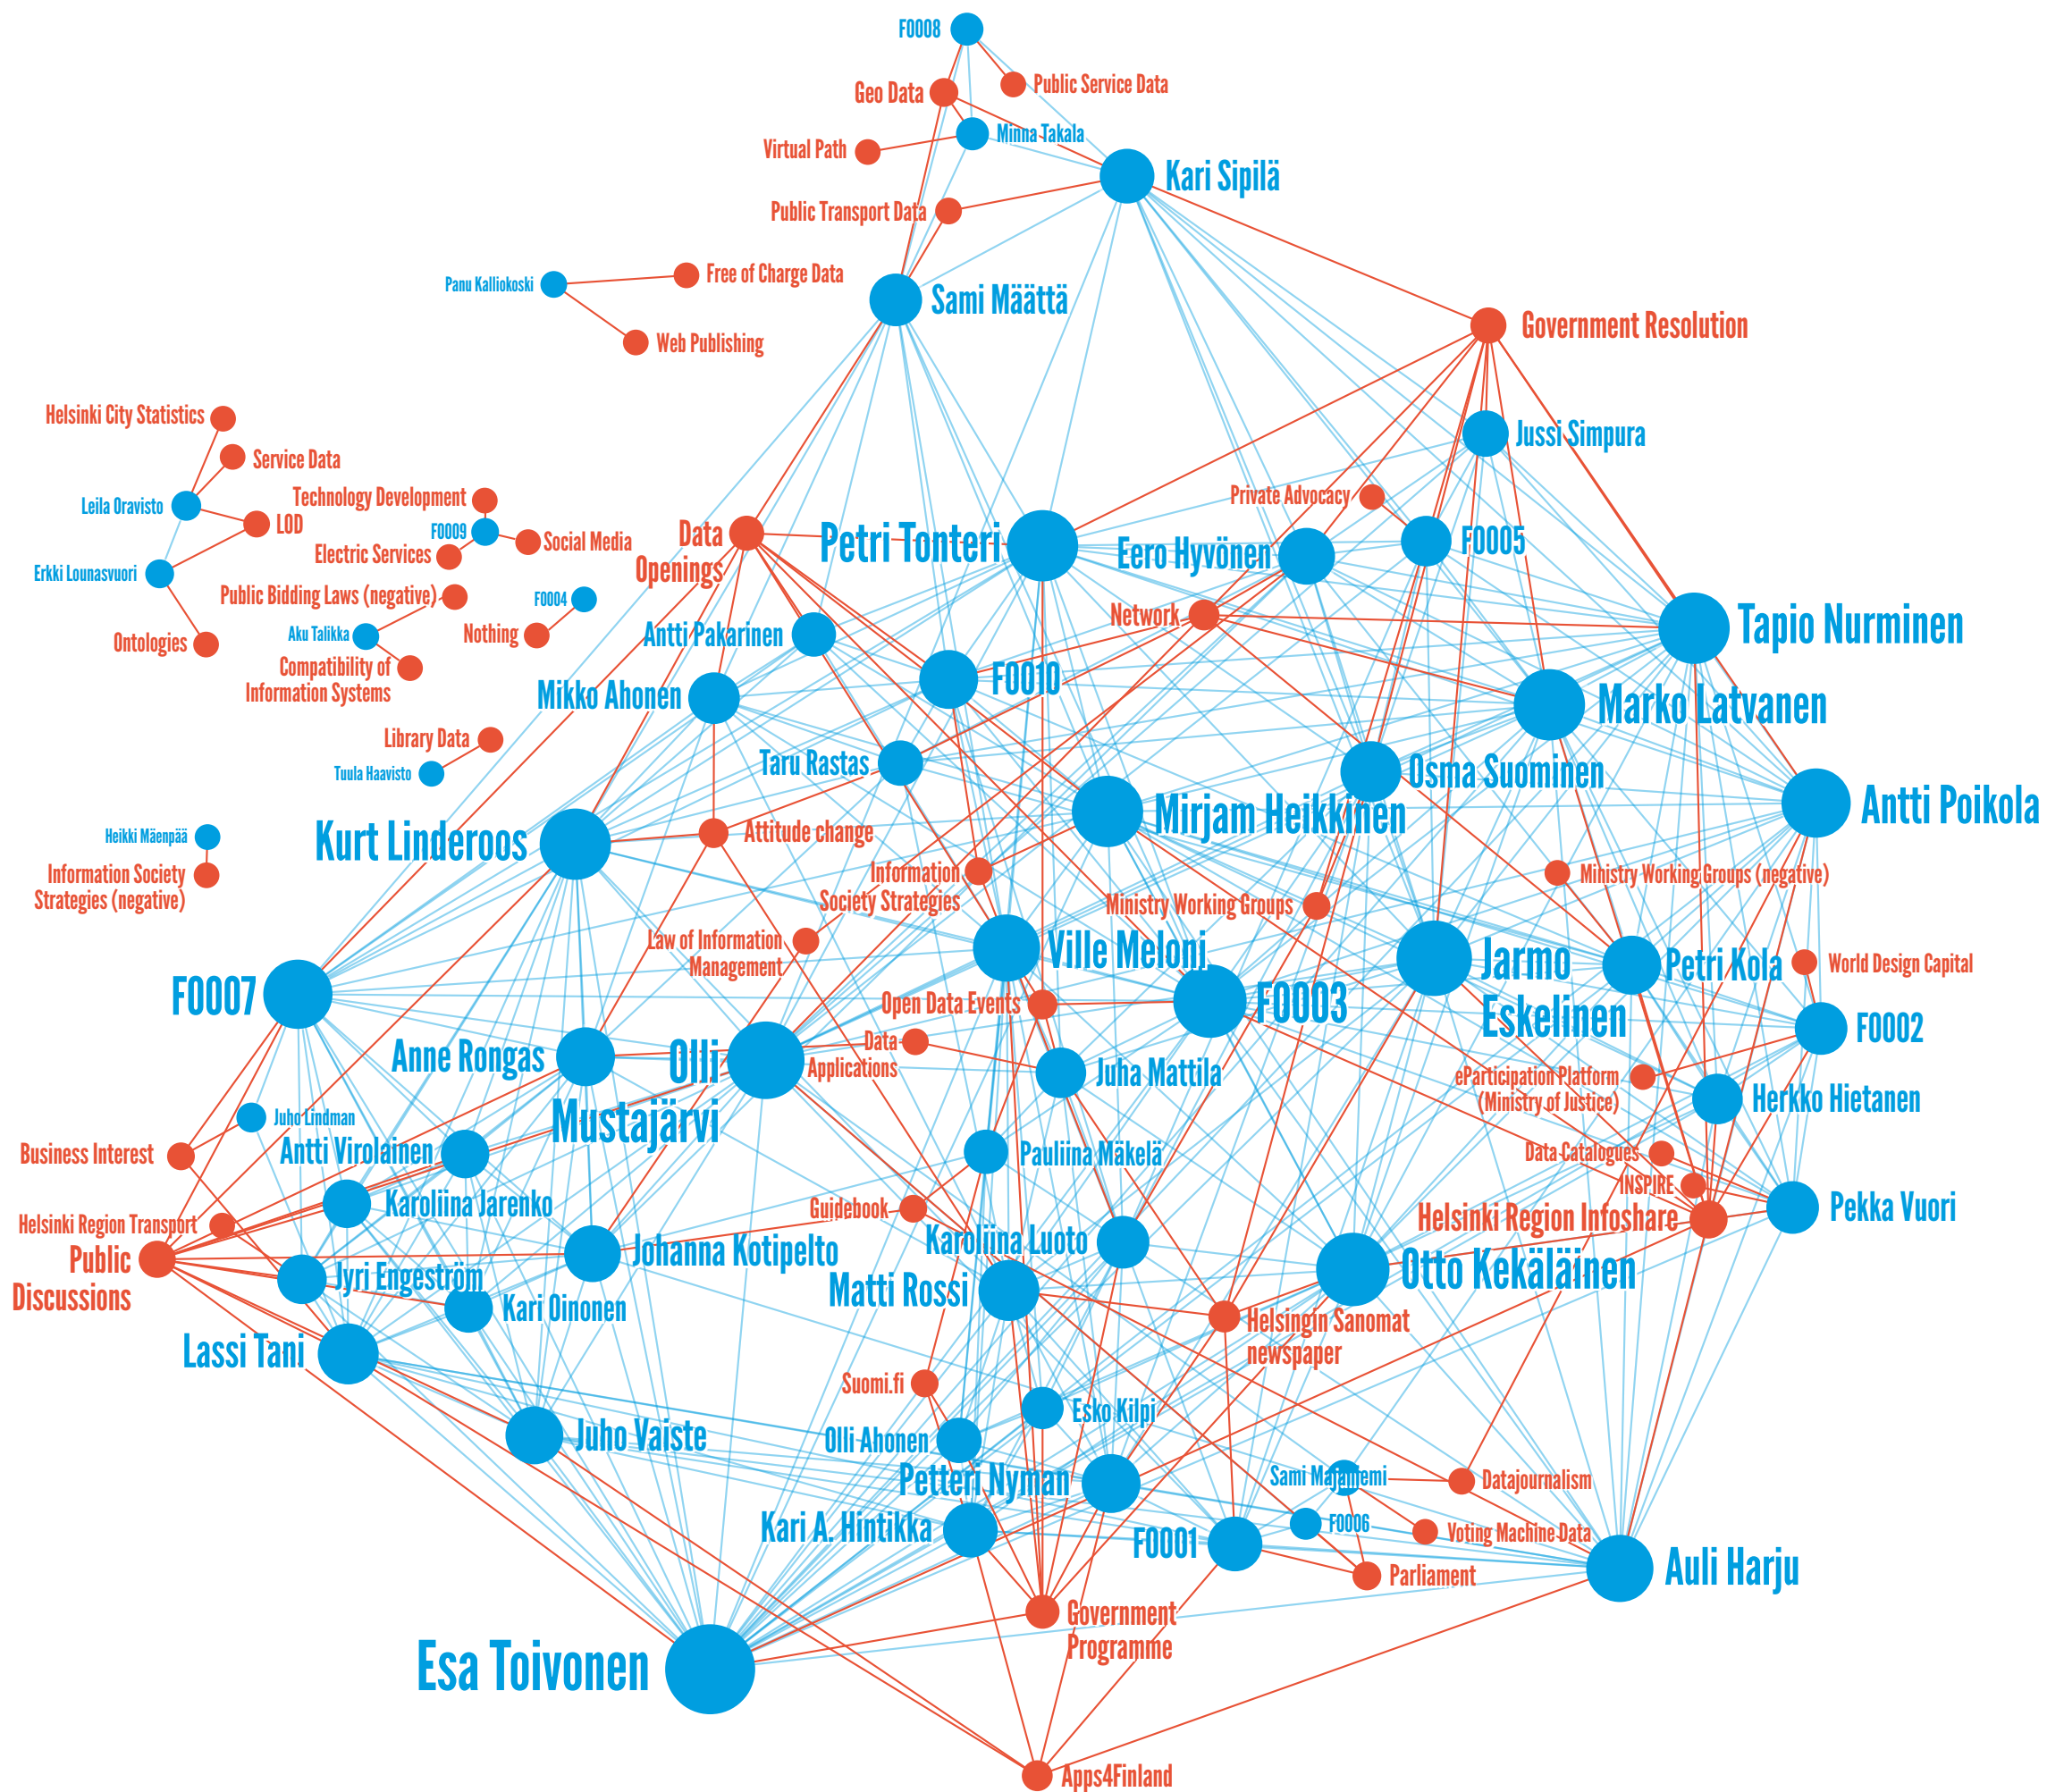 F0008
Public Service Data
Geo Data
Minna Takala
Virtual Path
Kari Sipilä
Public Transport Data
Free of Charge Data
Panu Kalliokoski
Sami Määttä
Government Resolution
Web Publishing
Helsinki City Statistics
Jussi Simpura
Service Data
Technology Development
Private Advocacy
Leila Oravisto
LOD
F0009
Social Media
Data
Openings
Petri Tonteri
Eero Hyvönen
F0005
Electric Services
Erkki Lounasvuori
Public Bidding Laws (negative)
F0004
Network
Tapio Nurminen
Aku Talikka
Nothing
Antti Pakarinen
Ontologies
Compatibility of
Information Systems
Mikko Ahonen
F0010
Marko Latvanen
Library Data
Tuula Haavisto
Taru Rastas
Osma Suominen
Antti Poikola
Mirjam Heikkinen
Heikki Mäenpää
Kurt Linderoos
Attitude change
Information Society
Strategies (negative)
Information
Society Strategies
Ministry Working Groups (negative)
Ministry Working Groups
Law of Information
Management
Ville Meloni
Jarmo
Eskelinen
Petri Kola
World Design Capital
F0007
Open Data Events
F0003
F0002
Anne Rongas
Olli
Mustajärvi
Data
Applications
Juha Mattila
eParticipation Platform
(Ministry of Justice)
Herkko Hietanen
Juho Lindman
Business Interest
Antti Virolainen
Pauliina Mäkelä
Data Catalogues
INSPIRE
Karoliina Jarenko
Guidebook
Helsinki Region Infoshare
Pekka Vuori
Helsinki Region Transport
Public
Discussions
Johanna Kotipelto
Karoliina Luoto
Jyri Engeström
Matti Rossi
Otto Kekäläinen
Kari Oinonen
Helsingin Sanomat
newspaper
Lassi Tani
Suomi.fi
Esko Kilpi
Juho Vaiste
Olli Ahonen
Petteri Nyman
Sami Majaniemi
Datajournalism
Kari A. Hintikka
F0001
F0006
Voting Machine Data
Auli Harju
Parliament
Government
Programme
Esa Toivonen
Apps4Finland